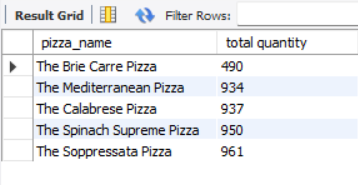 Result Grid Filter Rows:
pizza_name total quantity
The Brie Carre Pizza 490
The Mediterranean Pizza 934
The Calabrese Pizza 937
The Spinach Supreme Pizza 950
The Soppressata Pizza 961